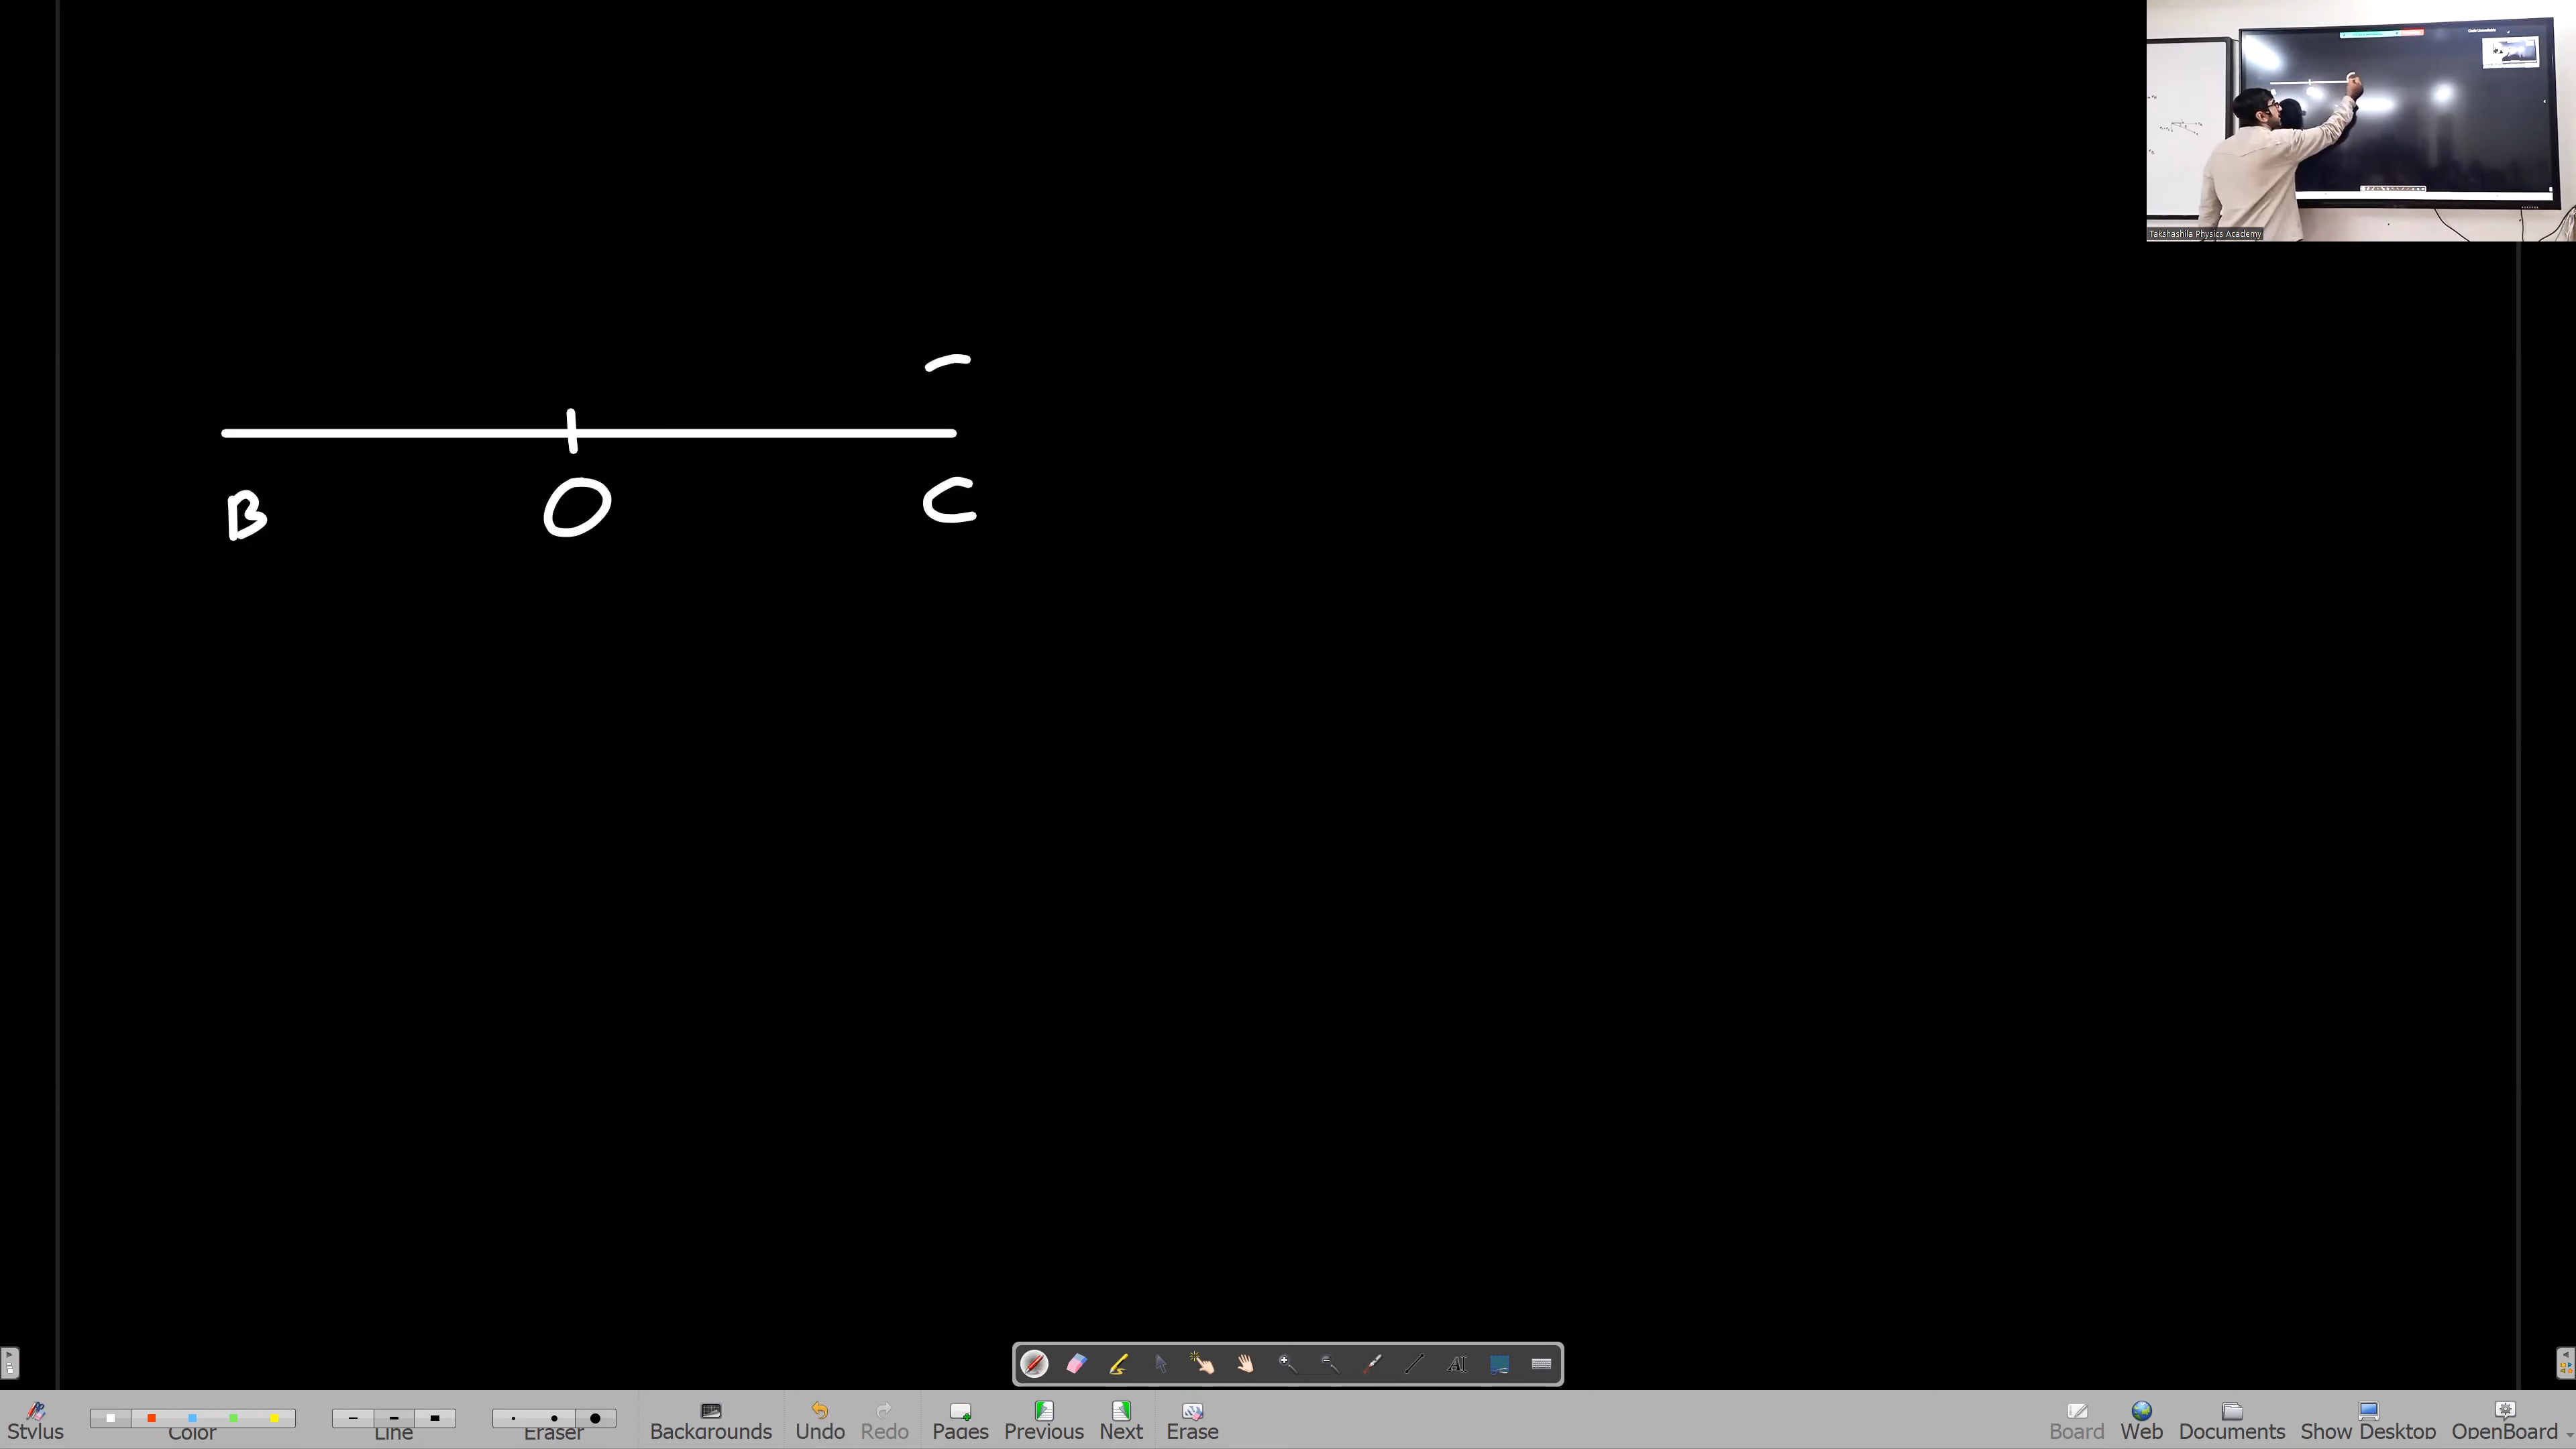 Takshashila Physics Academy
B O C
Stylus Color Line Eraser Backgrounds Undo Redo Pages Previous Next Erase Board Web Documents Show Desktop OpenBoard